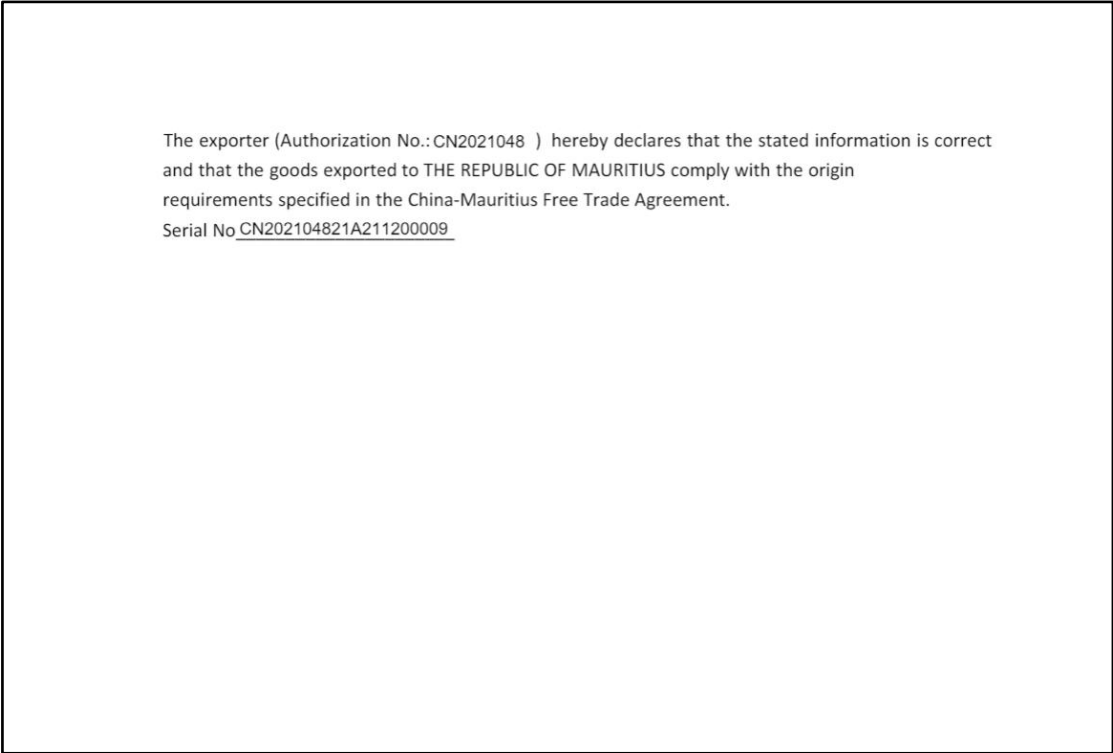 The exporter (Authorization No.: CN2021048 ) hereby declares that the stated information is correct
and that the goods exported to THE REPUBLIC OF MAURITIUS comply with the origin
requirements specified in the China-Mauritius Free Trade Agreement.
Serial No CN202104821A211200009